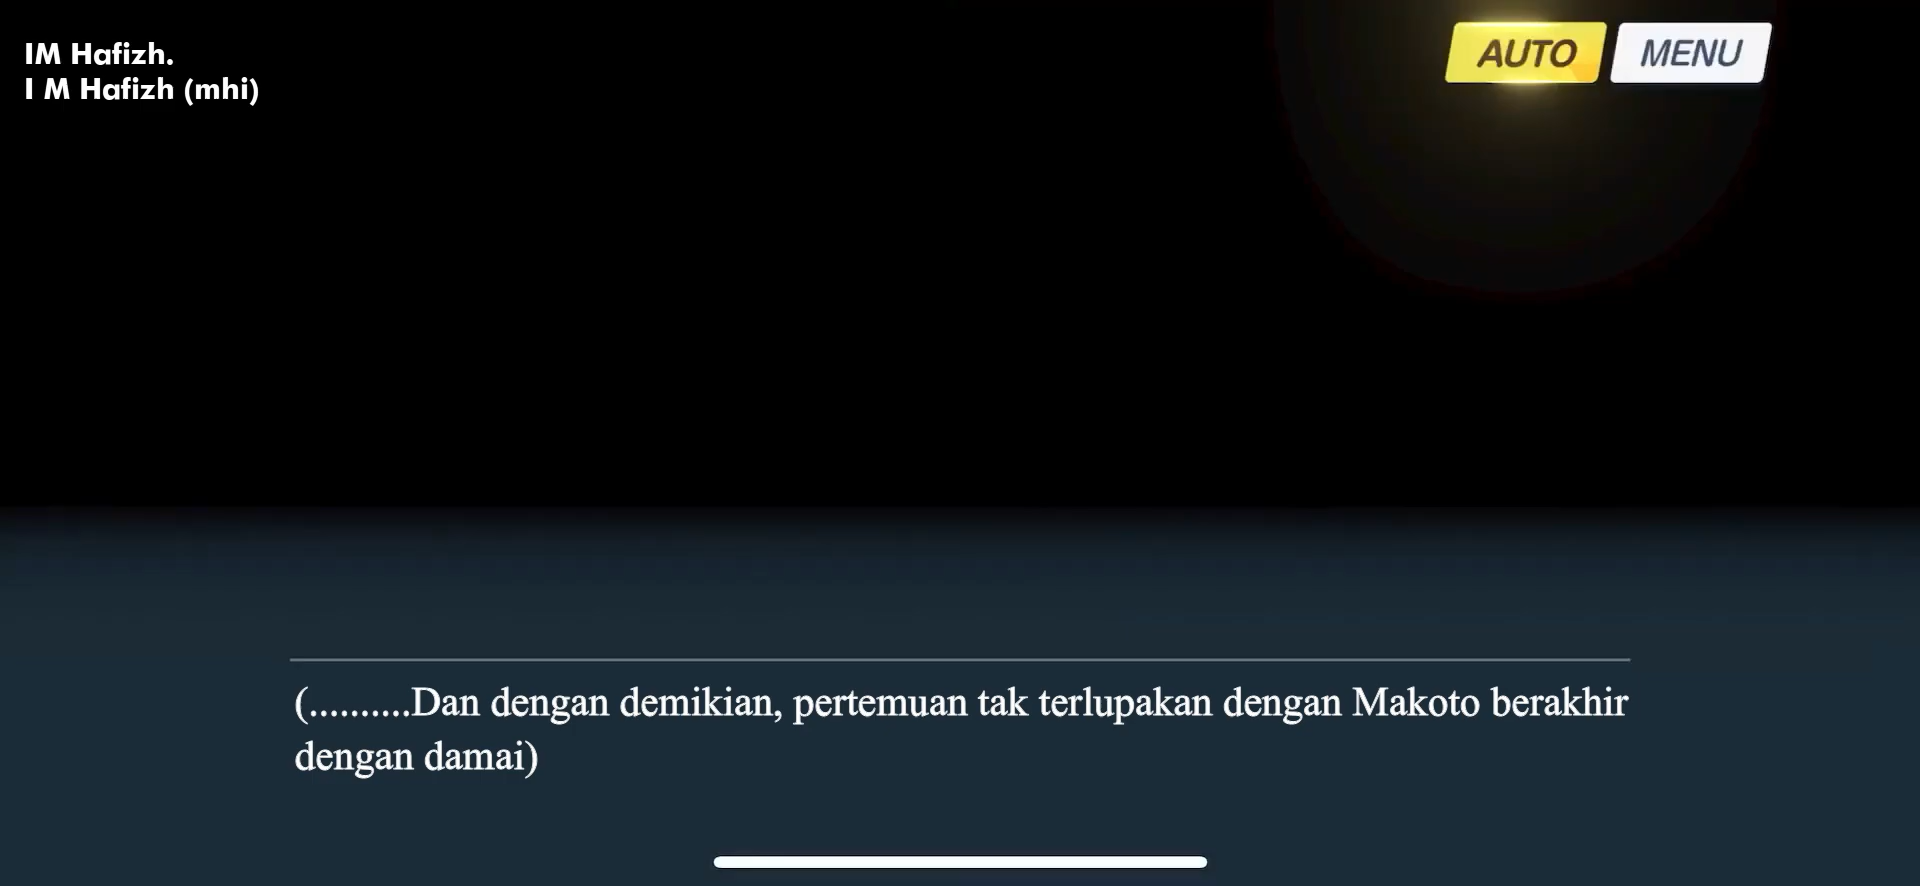 IM Hafizh.
I M Hafizh (mhi)
AUTO
MENU
(..........Dan dengan demikian, pertemuan tak terlupakan dengan Makoto berakhir
dengan damai)